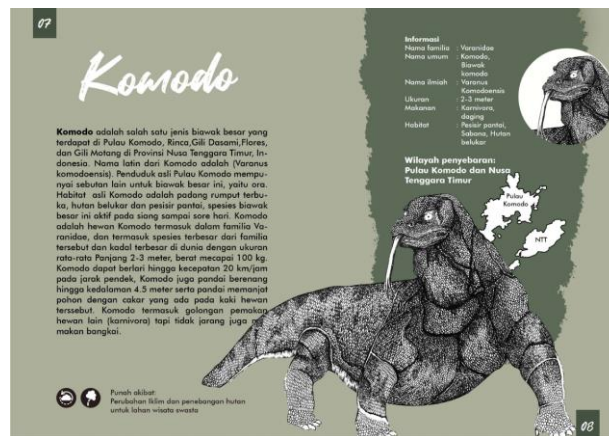 07
Komodo
Komodo adalah salah satu jenis biawak besar yang
terdapat di Pulau Komodo, Rinca,Gili Dasami,Flores,
dan Gili Motang di Provinsi Nusa Tenggara Timur, In-
donesia. Nama latin dari Komodo adalah (Varanus
komodoensis). Penduduk asli Pulau Komodo mempu-
nyai sebutan lain untuk biawak besar ini, yaitu ora.
Habitat asli Komodo adalah padang rumput terbu-
ka, hutan belukar dan pesisir pantai, spesies biawak
besar ini aktif pada siang sampai sore hari. Komodo
adalah hewan Komodo termasuk dalam familia Va-
ranidae, dan termasuk spesies terbesar dari familia
tersebut dan kadal terbesar di dunia dengan ukuran
rata-rata Panjang 2-3 meter, berat mecapai 100 kg.
Komodo dapat berlari hingga kecepatan 20 km/jam
pada jarak pendek, Komodo juga pandai berenang
hingga kedalaman 4.5 meter serta pandai memanjat
pohon dengan cakar yang ada pada kaki hewan
terssebut. Komodo termasuk golongan pemakan
hewan lain (karnivora) tapi tidak jarang juga
makan bangkai.
Punah akibat:
Perubahan Iklim dan penebangan hutan
untuk lahan wisata swasta
Informasi
Nama familia : Varanidae
Nama umum : Komodo,
Biawak
komodo
Nama ilmiah : Varanus
Komodoensis
Ukuran : 2-3 meter
Makanan : Karnivora,
daging
Habitat : Pesisir pantai,
Sabana, Hutan
belukar
Wilayah penyebaran:
Pulau Komodo dan Nusa
Tenggara Timur
Pulau
Komodo
NTT
08